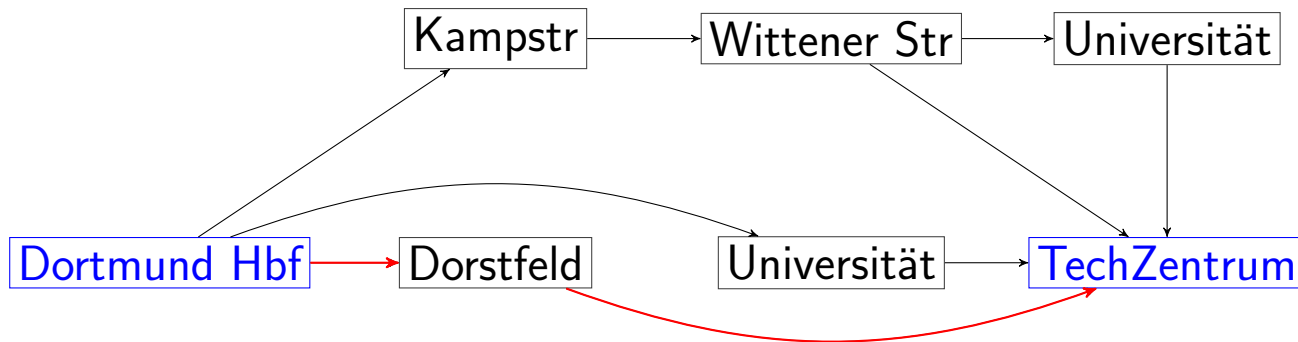 Kampstr
Wittener Str
Universität
Dortmund Hbf
Dorstfeld
Universität
TechZentrum